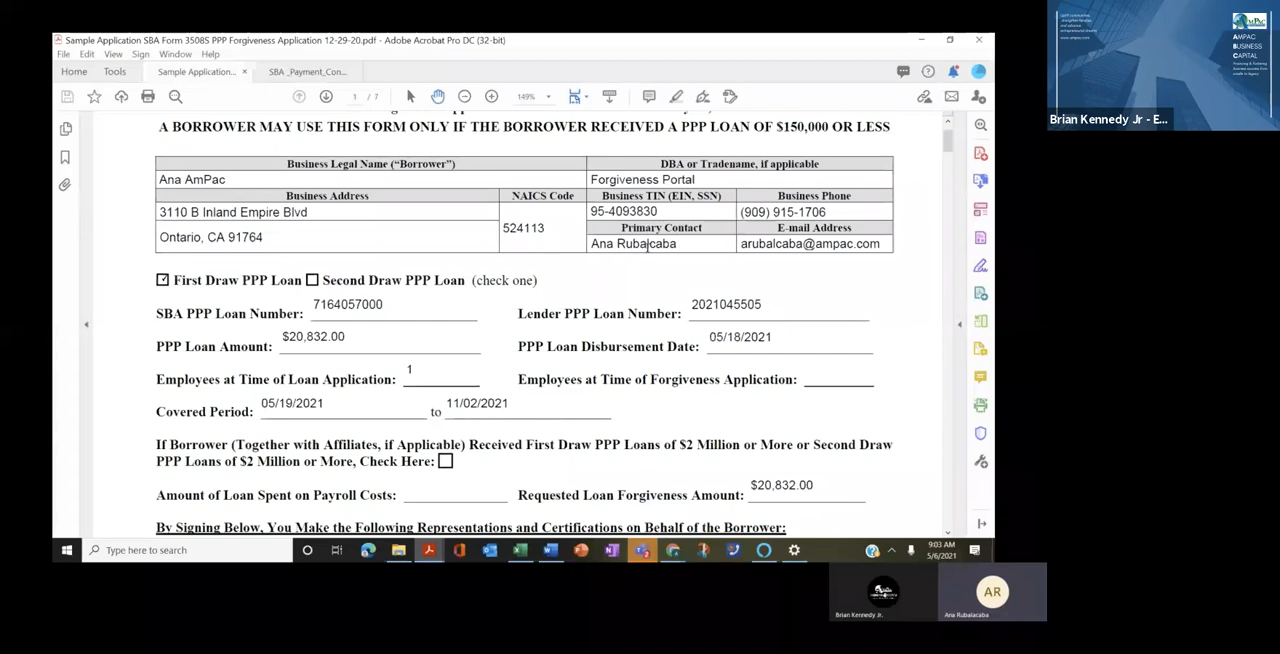 Sample Application SBA Form 3508S PPP Forgiveness Application 12-29-20.pdf - Adobe Acrobat Pro DC (32-bit)
File Edit View Sign Window Help
Home Tools Sample Application... × SBA _Payment_Con...
1 / 7 149%
A BORROWER MAY USE THIS FORM ONLY IF THE BORROWER RECEIVED A PPP LOAN OF $150,000 OR LESS
Business Legal Name (“Borrower”) DBA or Tradename, if applicable
Ana AmPac Forgiveness Portal
Business Address NAICS Code Business TIN (EIN, SSN) Business Phone
3110 B Inland Empire Blvd 524113 95-4093830 (909) 915-1706
Primary Contact E-mail Address
Ontario, CA 91764 Ana Rubalcaba arubalcaba@ampac.com
First Draw PPP Loan Second Draw PPP Loan (check one)
SBA PPP Loan Number: 7164057000 Lender PPP Loan Number: 2021045505
PPP Loan Amount: $20,832.00 PPP Loan Disbursement Date: 05/18/2021
Employees at Time of Loan Application: 1 Employees at Time of Forgiveness Application:
Covered Period: 05/19/2021 to 11/02/2021
If Borrower (Together with Affiliates, if Applicable) Received First Draw PPP Loans of $2 Million or More or Second Draw
PPP Loans of $2 Million or More, Check Here:
Amount of Loan Spent on Payroll Costs: Requested Loan Forgiveness Amount: $20,832.00
By Signing Below, You Make the Following Representations and Certifications on Behalf of the Borrower:
Type here to search
9:03 AM
5/6/2021
AMPAC
AMPAC
BUSINESS
CAPITAL
Brian Kennedy Jr - E...
Brian Kennedy Jr.
AR
Ana Rubalacaba